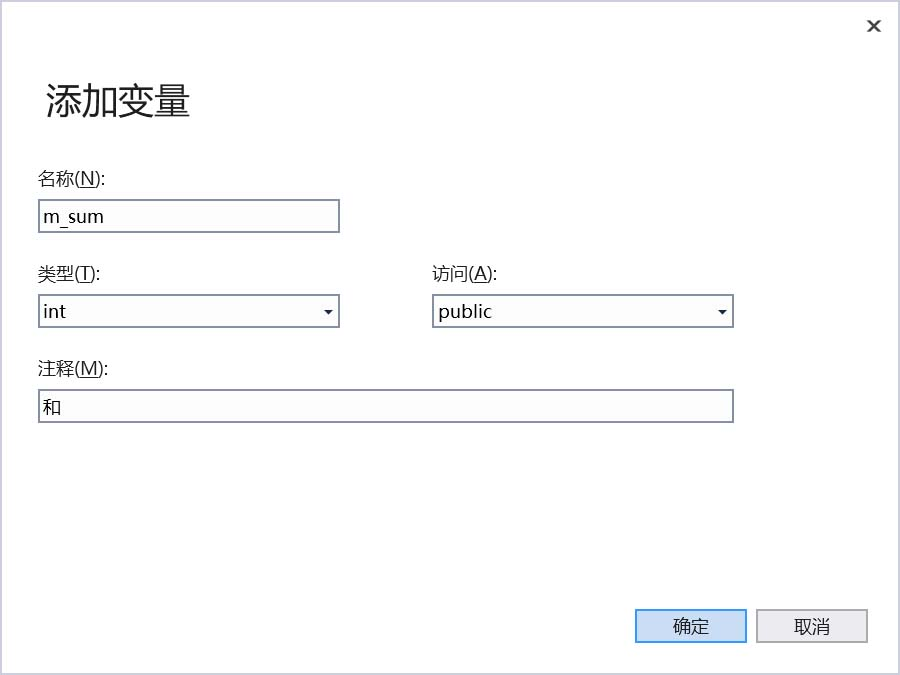 添加变量
名称(N):
m_sum
类型(T):
访问(A):
int
public
注释(M):
和
确定
取消